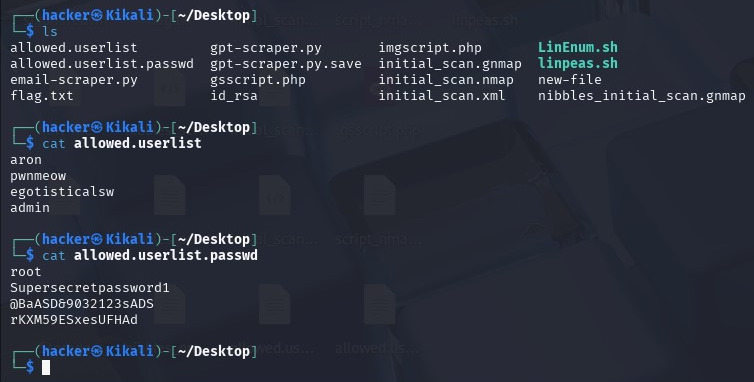 ┌──(hacker㉿Kikali)-[~/Desktop]
└─$ ls
allowed.userlist gpt-scraper.py imgscript.php LinEnum.sh
allowed.userlist.passwd gpt-scraper.py.save initial_scan.gnmap linpeas.sh
email-scraper.py gsscript.php initial_scan.nmap new-file
flag.txt id_rsa initial_scan.xml nibbles_initial_scan.gnmap
┌──(hacker㉿Kikali)-[~/Desktop]
└─$ cat allowed.userlist
aron
pwnmeow
egotisticalsw
admin
┌──(hacker㉿Kikali)-[~/Desktop]
└─$ cat allowed.userlist.passwd
root
Supersecretpassword1
@BaASD&9032123sADS
rKXM59ESxesUFHAd
┌──(hacker㉿Kikali)-[~/Desktop]
└─$